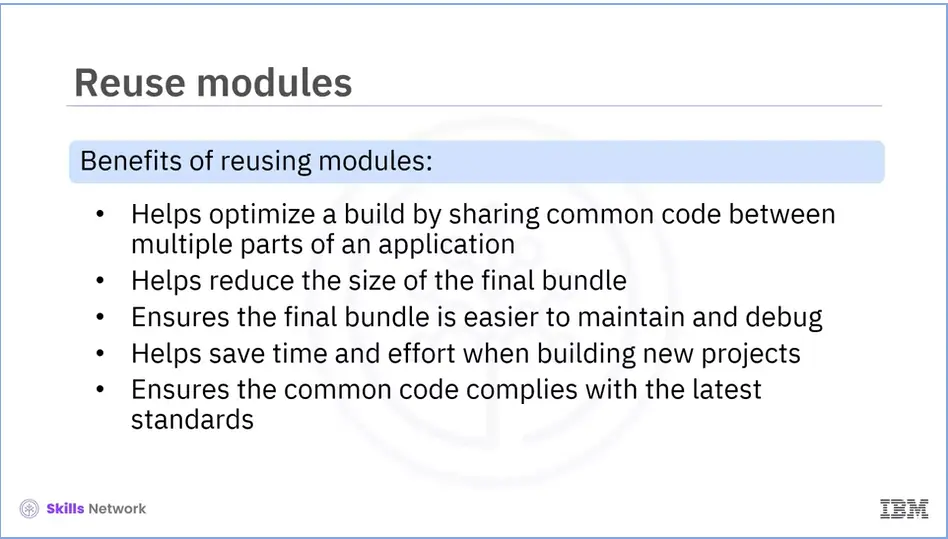 Reuse modules
Benefits of reusing modules:
• Helps optimize a build by sharing common code between
multiple parts of an application
• Helps reduce the size of the final bundle
• Ensures the final bundle is easier to maintain and debug
• Helps save time and effort when building new projects
• Ensures the common code complies with the latest
standards
Skills Network
IBM